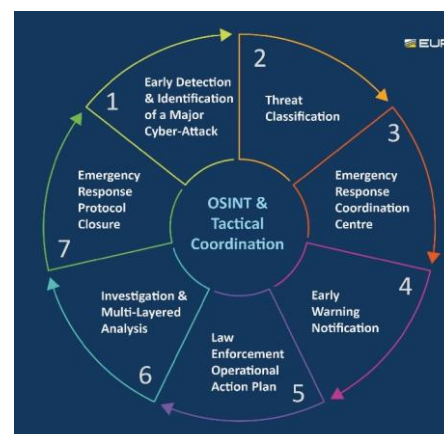 EUR
1
Early Detection
& Identification
of a Major
Cyber-Attack
2
Threat
Classification
3
Emergency
Response
Coordination
Centre
4
Early
Warning
Notification
5
Law
Enforcement
Operational
Action Plan
6
Investigation &
Multi-Layered
Analysis
7
Emergency
Response
Protocol
Closure
OSINT &
Tactical
Coordination